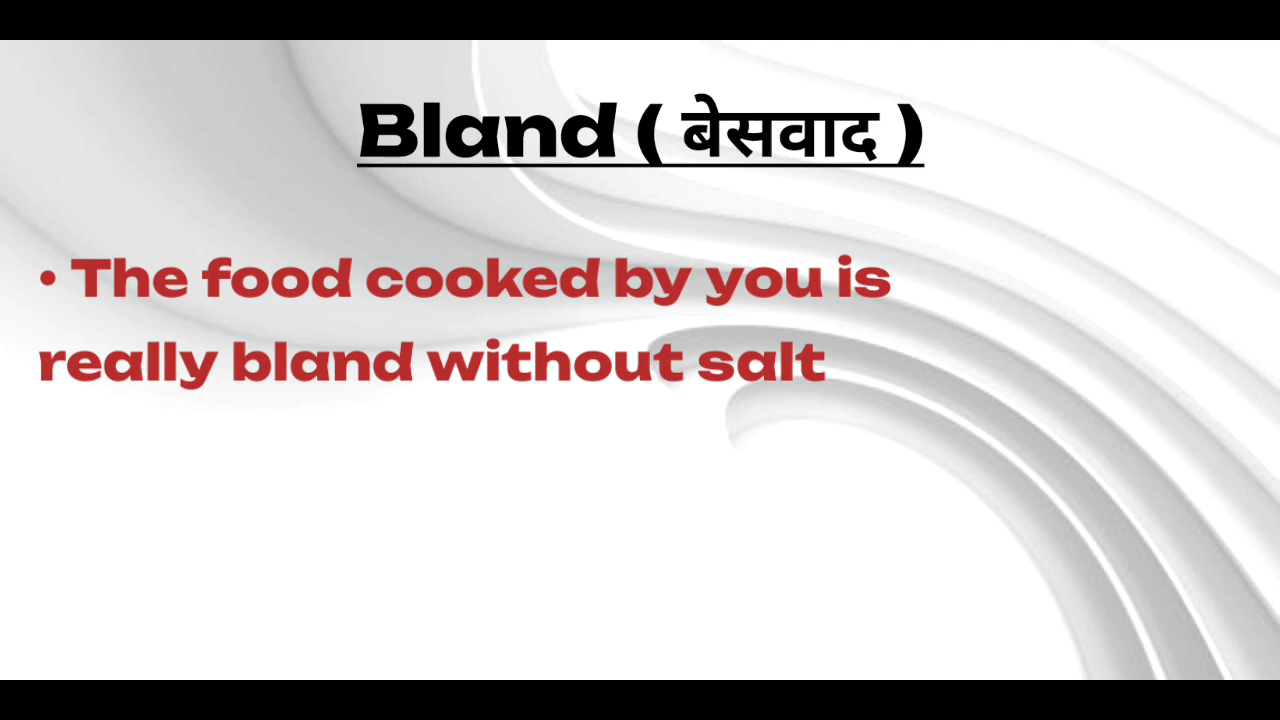 Bland ( बेसवाद )
• The food cooked by you is
really bland without salt